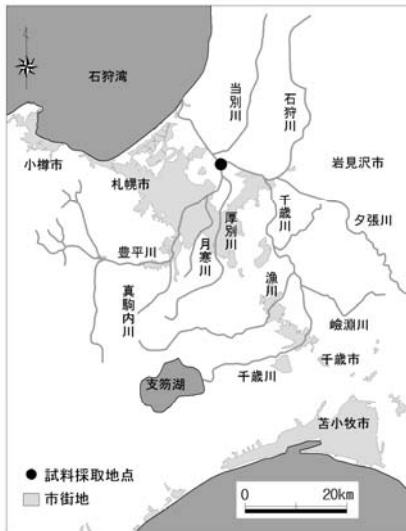 石狩湾
当別川
石狩川
小樽市
札幌市
岩見沢市
千歳川
夕張川
厚別川
月寒川
豊平川
真駒内川
漁川
嶮淵川
千歳市
支笏湖
千歳川
苫小牧市
試料採取地点
市街地
0 20km